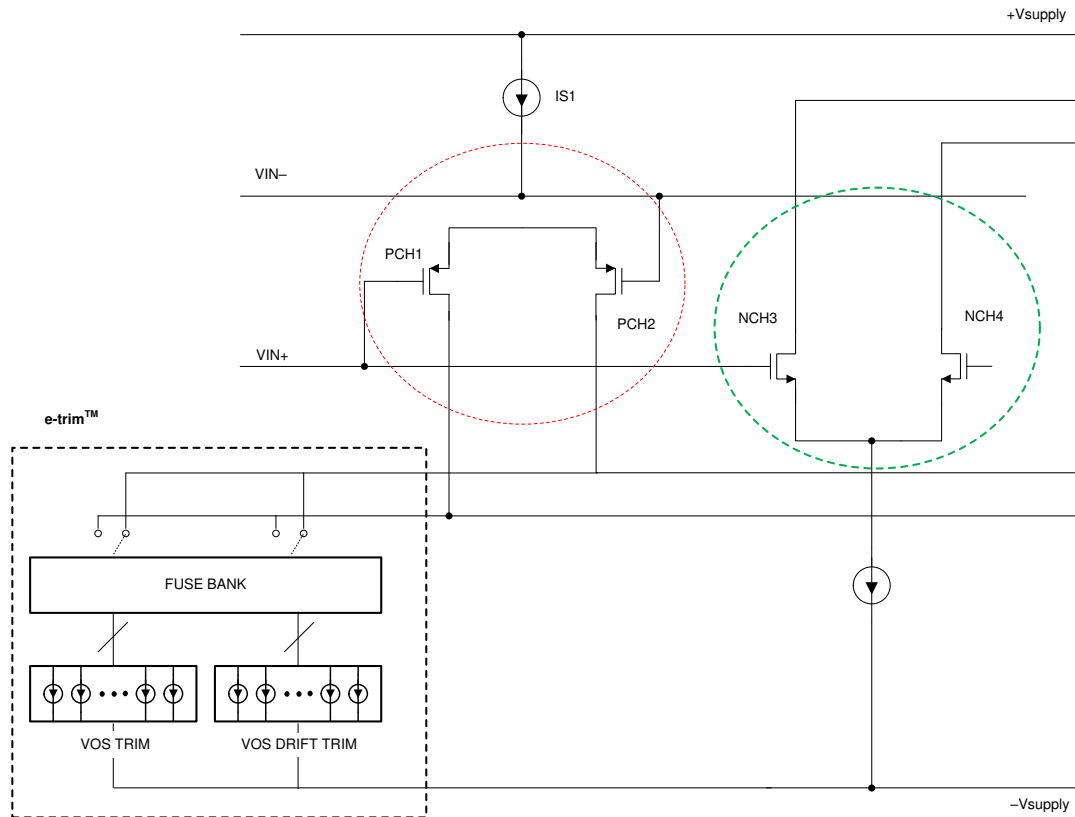 +Vsupply
IS1
VIN–
PCH1
PCH2
NCH3
NCH4
VIN+
e-trim™
FUSE BANK
VOS TRIM
VOS DRIFT TRIM
–Vsupply